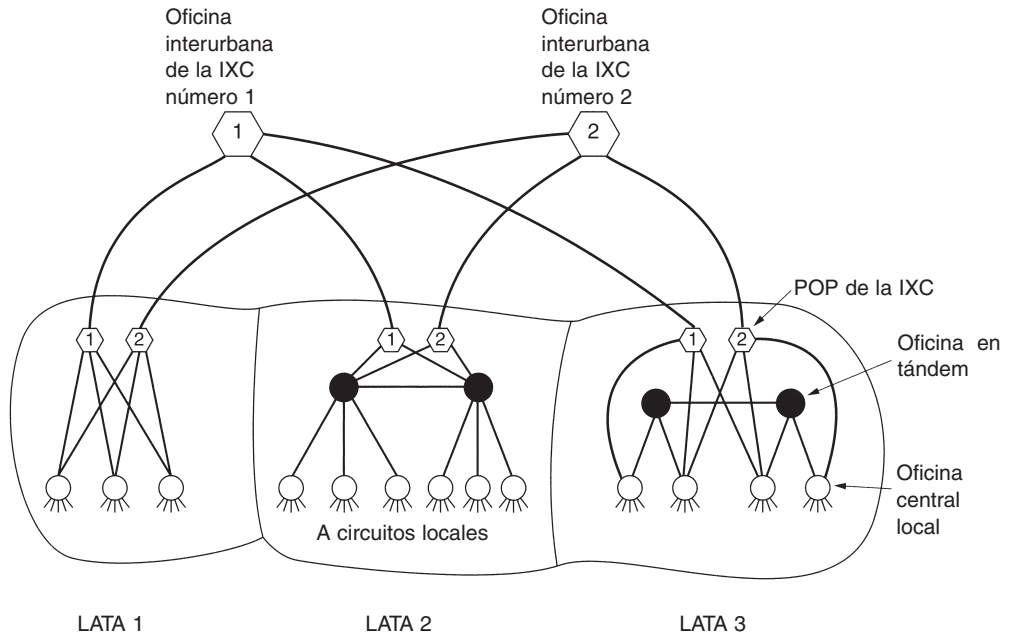 Oficina
interurbana
de la IXC
número 1
Oficina
interurbana
de la IXC
número 2
1
2
POP de la IXC
1
2
1
2
1
2
Oficina en
tándem
Oficina
central
local
A circuitos locales
LATA 1
LATA 2
LATA 3